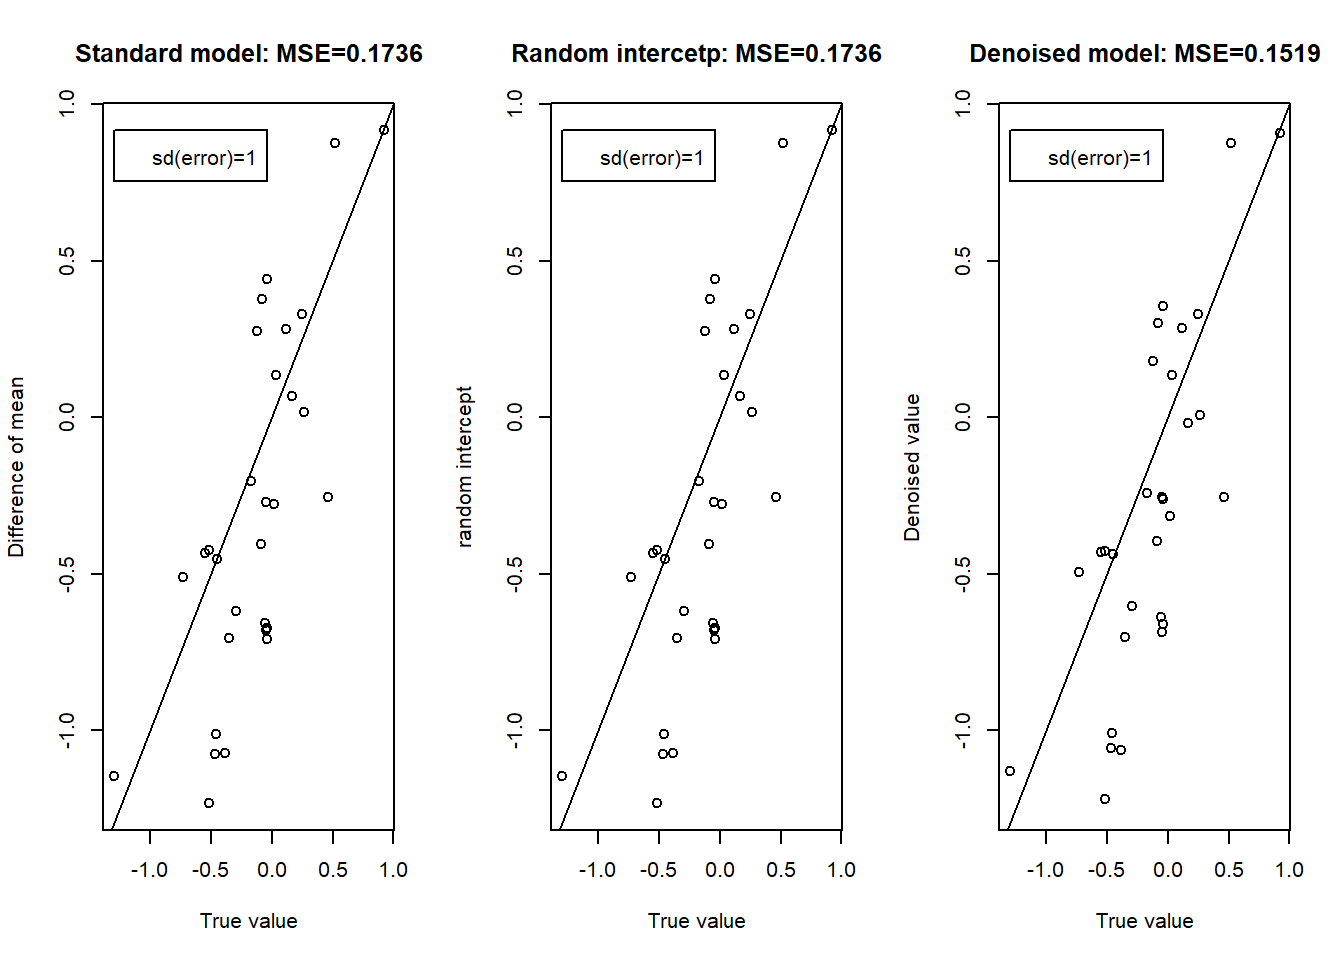 Standard model: MSE=0.1736
sd(error)=1
Difference of mean
1.0
0.5
0.0
-0.5
-1.0
-1.0 -0.5 0.0 0.5 1.0
True value
Random intercetp: MSE=0.1736
sd(error)=1
random intercept
1.0
0.5
0.0
-0.5
-1.0
-1.0 -0.5 0.0 0.5 1.0
True value
Denoised model: MSE=0.1519
sd(error)=1
Denoised value
1.0
0.5
0.0
-0.5
-1.0
-1.0 -0.5 0.0 0.5 1.0
True value